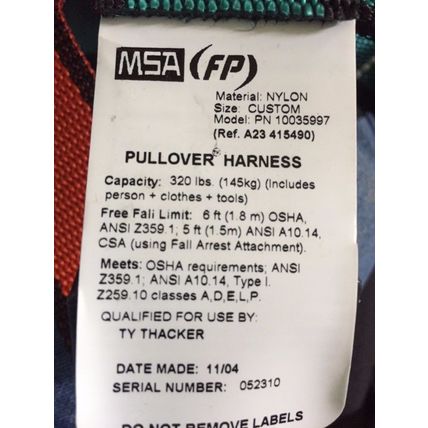 MSA (FP)
Material: NYLON
Size: CUSTOM
Model: PN 10035997
(Ref. A23 415490)
PULLOVER HARNESS
Capacity: 320 lbs. (145kg) (Includes
person + clothes + tools)
Free Fall Limit: 6 ft (1.8 m) OSHA,
ANSI Z359.1; 5 ft (1.5m) ANSI A10.14,
CSA (using Fall Arrest Attachment).
Meets: OSHA requirements; ANSI
Z359.1; ANSI A10.14, Type I.
Z259.10 classes A,D,E,L,P.
QUALIFIED FOR USE BY:
TY THACKER
DATE MADE: 11/04
SERIAL NUMBER: 052310
DO NOT REMOVE LABELS